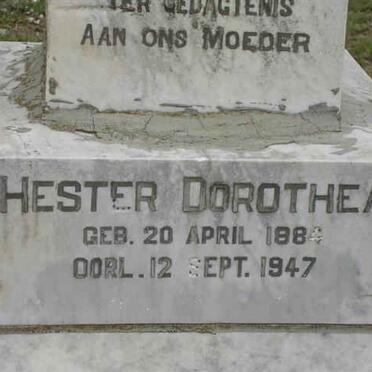 TER GEDAGTENIS
AAN ONS MOEDER
HESTER DOROTHEA
GEB. 20 APRIL 1884
OORL. 12 SEPT. 1947